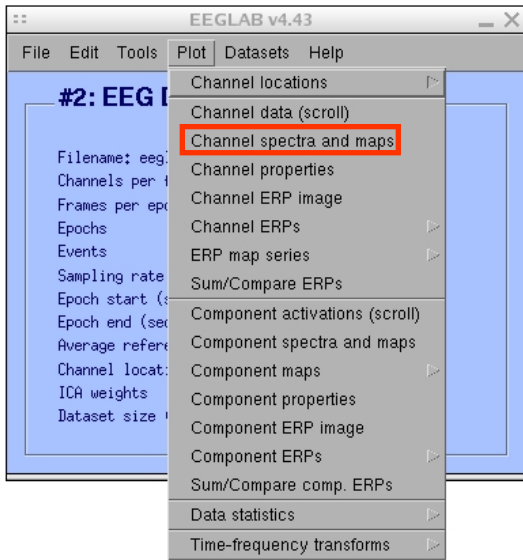 EEGLAB v4.43
File Edit Tools Plot Datasets Help
#2: EEG
Filename: eegl
Channels per
Frames per epo
Epochs
Events
Sampling rate
Epoch start (s
Epoch end (sec
Average refere
Channel locat
ICA weights
Dataset size
Channel locations
Channel data (scroll)
Channel spectra and maps
Channel properties
Channel ERP image
Channel ERPs
ERP map series
Sum/Compare ERPs
Component activations (scroll)
Component spectra and maps
Component maps
Component properties
Component ERP image
Component ERPs
Sum/Compare comp. ERPs
Data statistics
Time-frequency transforms